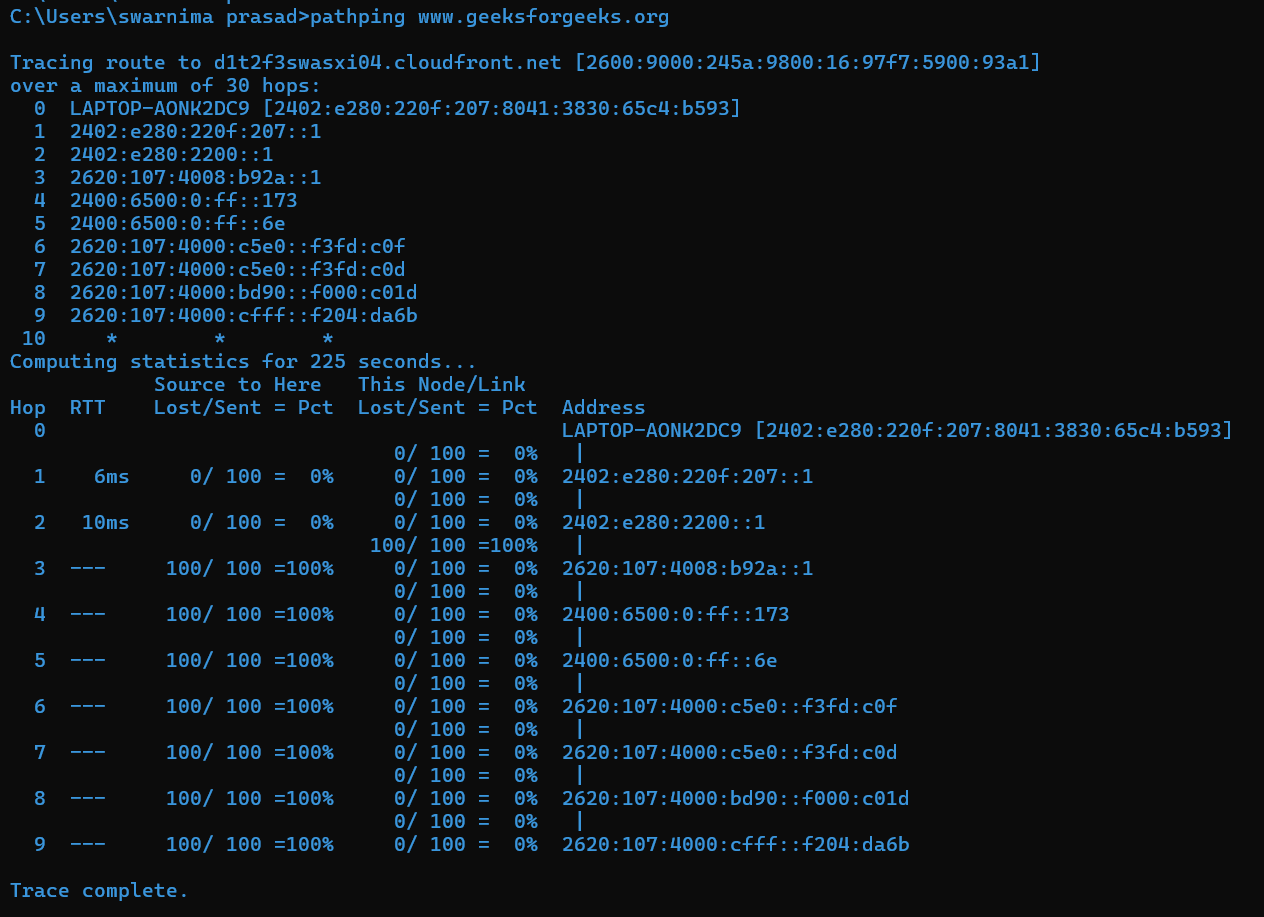 C:\Users\swarnima prasad>pathping www.geeksforgeeks.org

Tracing route to d1t2f3swasxi04.cloudfront.net [2600:9000:245a:9800:16:97f7:5900:93a1]
over a maximum of 30 hops:
  0  LAPTOP-AONK2DC9 [2402:e280:220f:207:8041:3830:65c4:b593]
  1  2402:e280:220f:207::1
  2  2402:e280:2200::1
  3  2620:107:4008:b92a::1
  4  2400:6500:0:ff::173
  5  2400:6500:0:ff::6e
  6  2620:107:4000:c5e0::f3fd:c0f
  7  2620:107:4000:c5e0::f3fd:c0d
  8  2620:107:4000:bd90::f000:c01d
  9  2620:107:4000:cfff::f204:da6b
 10     *        *        *
Computing statistics for 225 seconds...
            Source to Here   This Node/Link
Hop  RTT    Lost/Sent = Pct  Lost/Sent = Pct  Address
  0                                           LAPTOP-AONK2DC9 [2402:e280:220f:207:8041:3830:65c4:b593]
                                0/ 100 =  0%   |
  1    6ms     0/ 100 =  0%     0/ 100 =  0%  2402:e280:220f:207::1
                                0/ 100 =  0%   |
  2   10ms     0/ 100 =  0%     0/ 100 =  0%  2402:e280:2200::1
                              100/ 100 =100%   |
  3  ---     100/ 100 =100%     0/ 100 =  0%  2620:107:4008:b92a::1
                                0/ 100 =  0%   |
  4  ---     100/ 100 =100%     0/ 100 =  0%  2400:6500:0:ff::173
                                0/ 100 =  0%   |
  5  ---     100/ 100 =100%     0/ 100 =  0%  2400:6500:0:ff::6e
                                0/ 100 =  0%   |
  6  ---     100/ 100 =100%     0/ 100 =  0%  2620:107:4000:c5e0::f3fd:c0f
                                0/ 100 =  0%   |
  7  ---     100/ 100 =100%     0/ 100 =  0%  2620:107:4000:c5e0::f3fd:c0d
                                0/ 100 =  0%   |
  8  ---     100/ 100 =100%     0/ 100 =  0%  2620:107:4000:bd90::f000:c01d
                                0/ 100 =  0%   |
  9  ---     100/ 100 =100%     0/ 100 =  0%  2620:107:4000:cfff::f204:da6b

Trace complete.